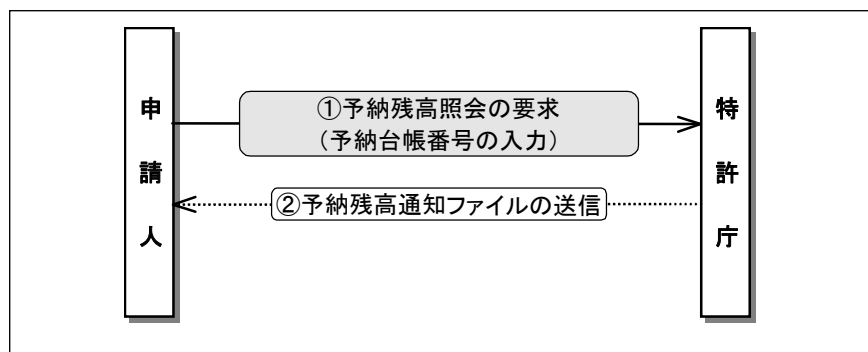 申請人
①予納残高照会の要求
(予納台帳番号の入力)
②予納残高通知ファイルの送信
特許庁